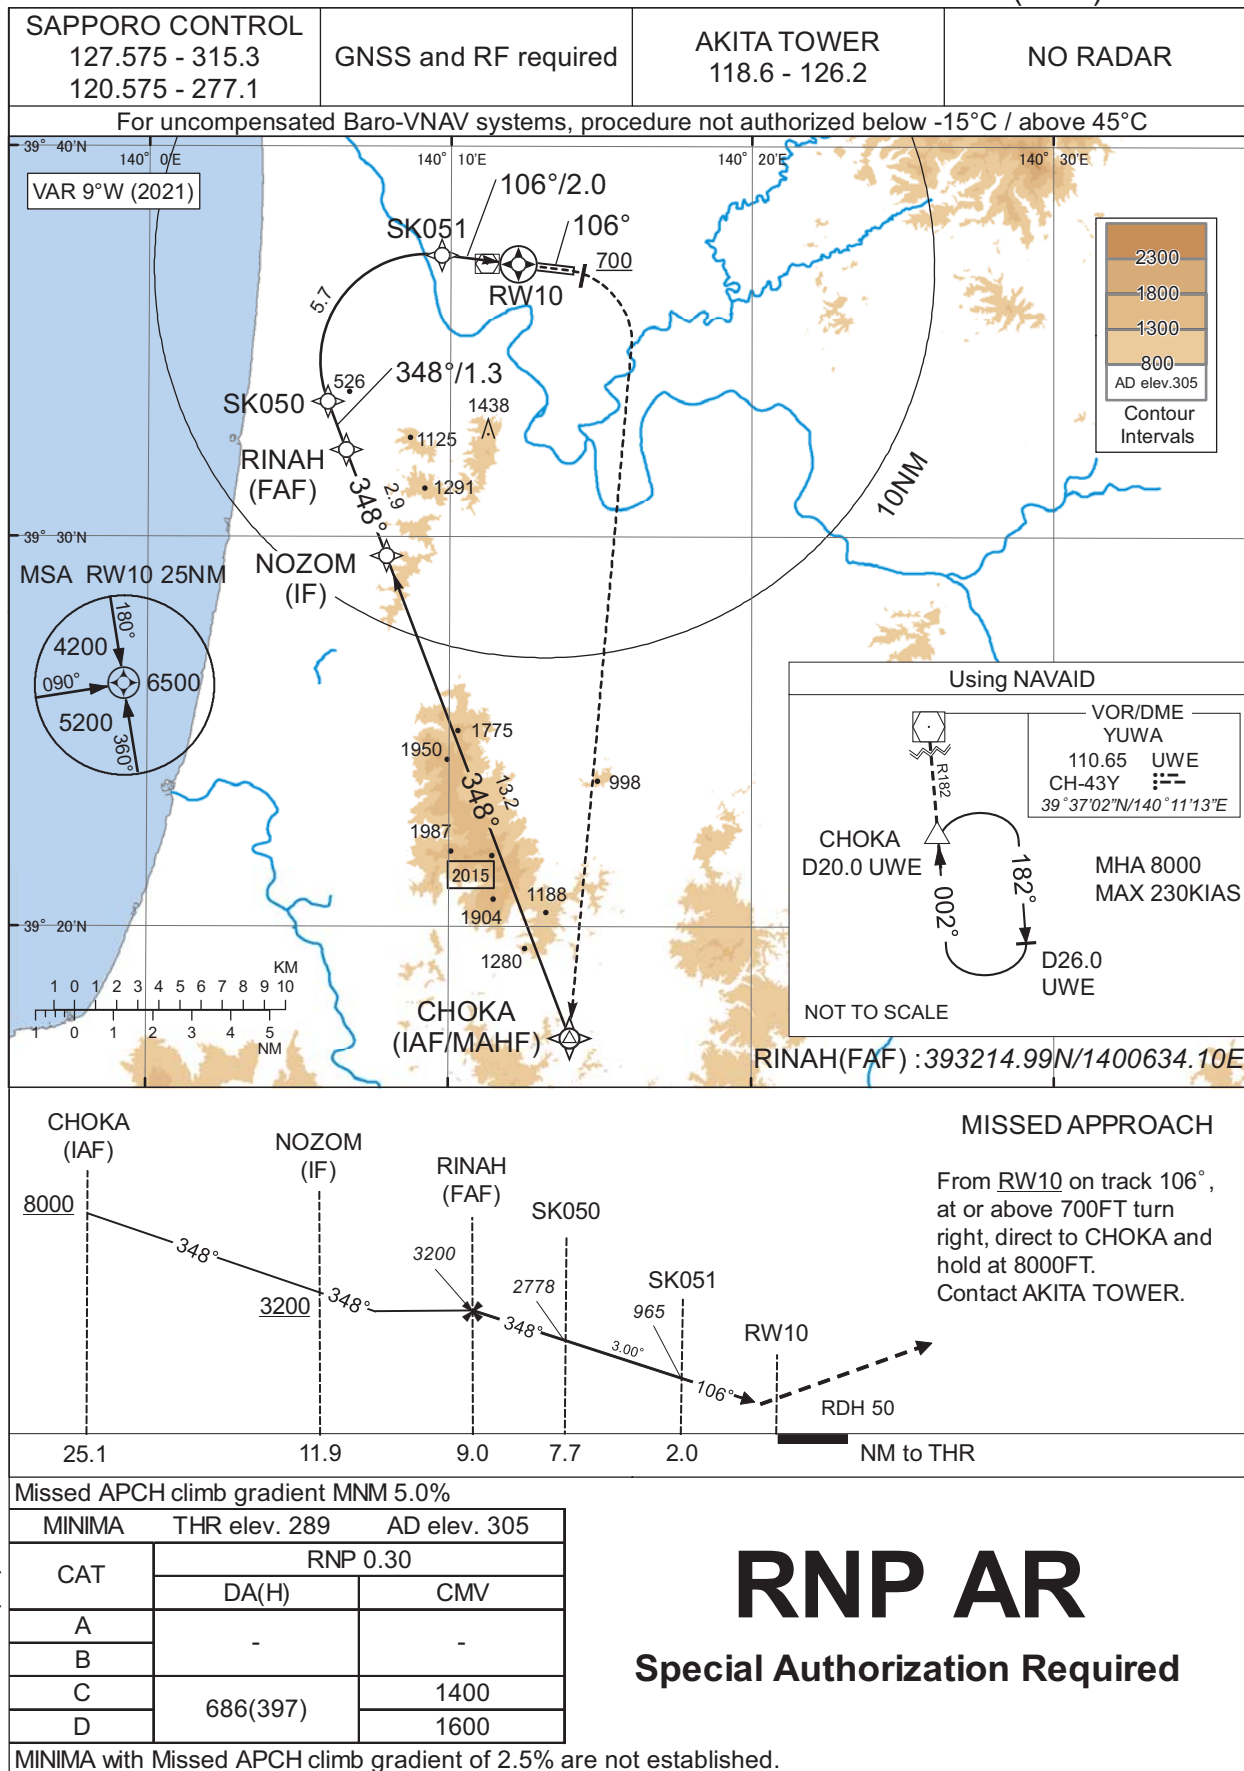 SAPPORO CONTROL
127.575 - 315.3
120.575 - 277.1
GNSS and RF required
AKITA TOWER
118.6 - 126.2
NO RADAR
For uncompensated Baro-VNAV systems, procedure not authorized below -15°C / above 45°C
39° 40'N
140° 0'E
140° 10'E
140° 20'E
140° 30'E
VAR 9°W (2021)
106°/2.0
SK051
106°
700
RW10
5.7
2300
1800
1300
800
AD elev.305
Contour
Intervals
526
348°/1.3
SK050
1438
1125
RINAH
(FAF)
348°
2.9
1291
10NM
39° 30'N
NOZOM
(IF)
MSA RW10 25NM
180°
4200
090°
6500
5200
360°
1775
1950
348°
13.2
998
1987
2015
1188
1904
39° 20'N
1280
KM
1 0 1 2 3 4 5 6 7 8 9 10
1 0 1 2 3 4 5
NM
CHOKA
(IAF/MAHF)
Using NAVAID
VOR/DME
YUWA
110.65 UWE
CH-43Y
39°37'02"N/140°11'13"E
R182
CHOKA
D20.0 UWE
002°
182°
MHA 8000
MAX 230KIAS
D26.0
UWE
NOT TO SCALE
RINAH(FAF) :393214.99N/1400634.10E
CHOKA
(IAF)
NOZOM
(IF)
RINAH
(FAF)
SK050
SK051
RW10
8000
348°
3200
348°
3200
2778
348°
965
3.00°
106°
RDH 50
25.1
11.9
9.0
7.7
2.0
NM to THR
MISSED APPROACH
From RW10 on track 106°,
at or above 700FT turn
right, direct to CHOKA and
hold at 8000FT.
Contact AKITA TOWER.
Missed APCH climb gradient MNM 5.0%
MINIMA THR elev. 289 AD elev. 305
CAT
RNP 0.30
DA(H) CMV
A
B
- -
C
D
686(397)
1400
1600
MINIMA with Missed APCH climb gradient of 2.5% are not established.
RNP AR
Special Authorization Required